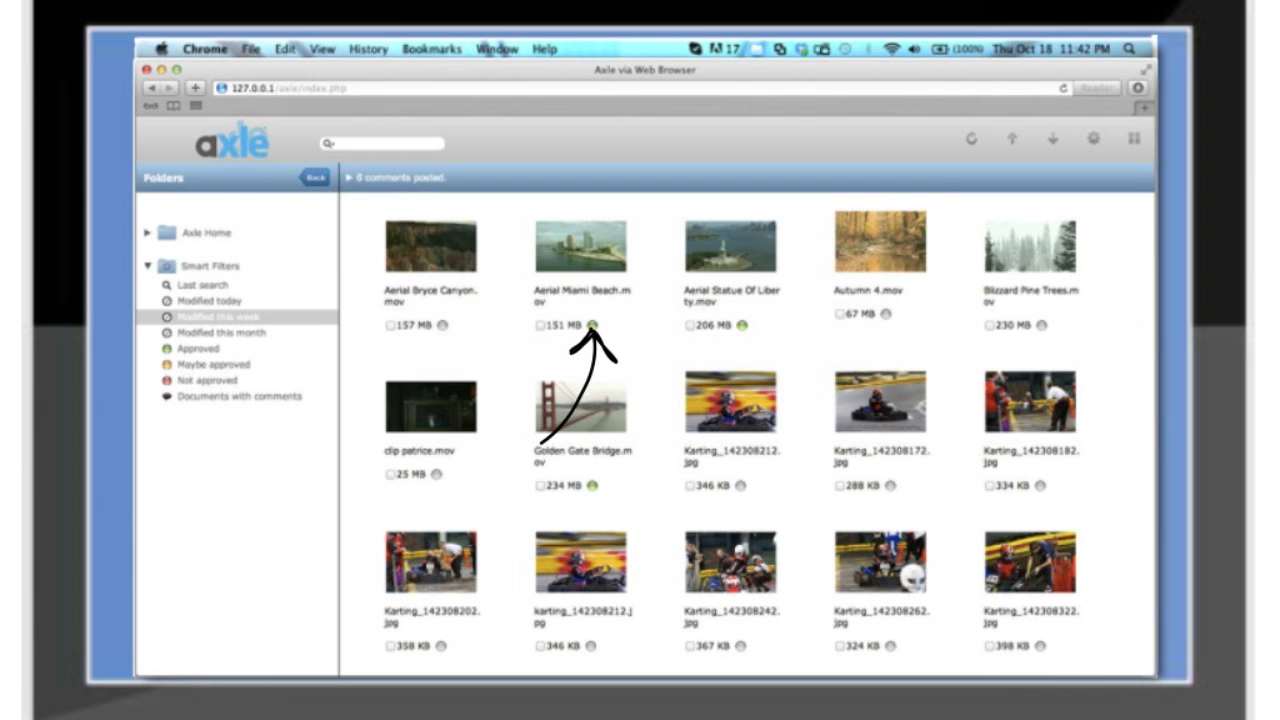 Chrome File Edit View History Bookmarks Window Help 17 (100%) Thu Oct 18 11:42 PM
Axle via Web Browser
127.0.0.1/axle/index.php Reader
axle
Folders Back 6 comments posted.
Axle Home
Smart Filters
Last search
Modified today
Modified this week
Modified this month
Approved
Maybe approved
Not approved
Documents with comments
Aerial Bryce Canyon.
mov
157 MB
Aerial Miami Beach.m
ov
151 MB
Aerial Statue Of Liber
ty.mov
206 MB
Autumn 4.mov
67 MB
Blizzard Pine Trees.m
ov
230 MB
clip patrice.mov
25 MB
Golden Gate Bridge.m
ov
234 MB
Karting_142308212.
jpg
346 KB
Karting_142308172.
jpg
288 KB
Karting_142308182.
jpg
334 KB
Karting_142308202.
jpg
358 KB
karting_142308212.j
pg
346 KB
Karting_142308242.
jpg
367 KB
Karting_142308262.
jpg
324 KB
Karting_142308322.
jpg
398 KB